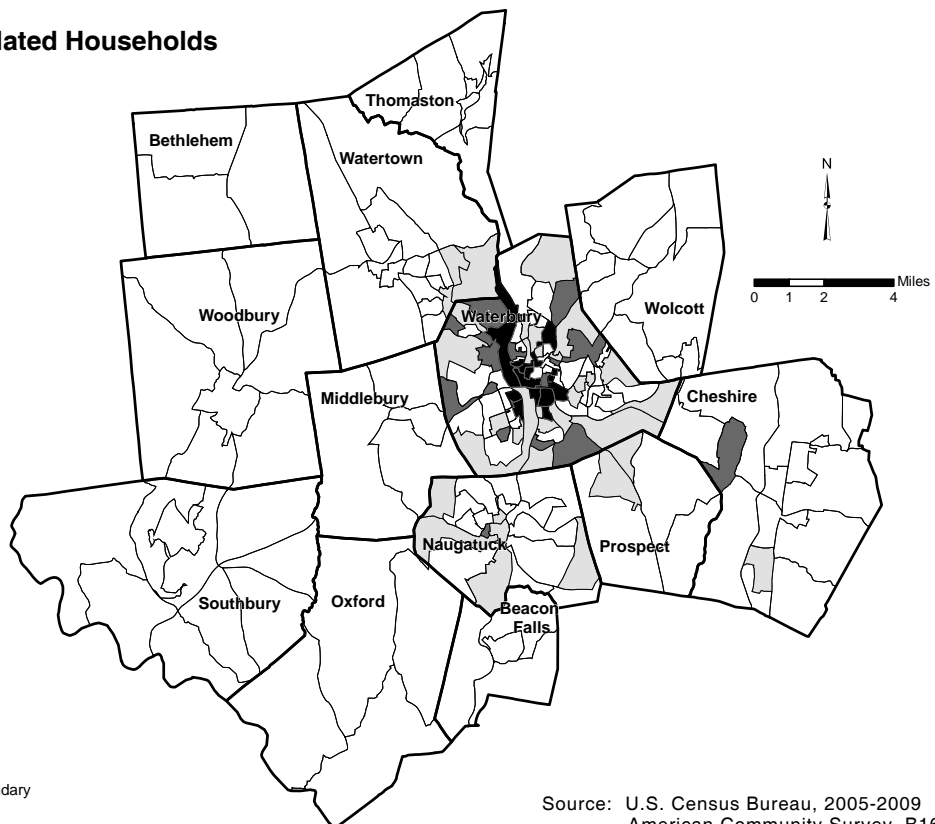 lated Households
Thomaston
Bethlehem
Watertown
N
Miles
0 1 2 4
Woodbury
Waterbury
Wolcott
Middlebury
Cheshire
Naugatuck
Prospect
Southbury
Oxford
Beacon
Falls
dary
Source: U.S. Census Bureau, 2005-2009
American Community Survey, B16